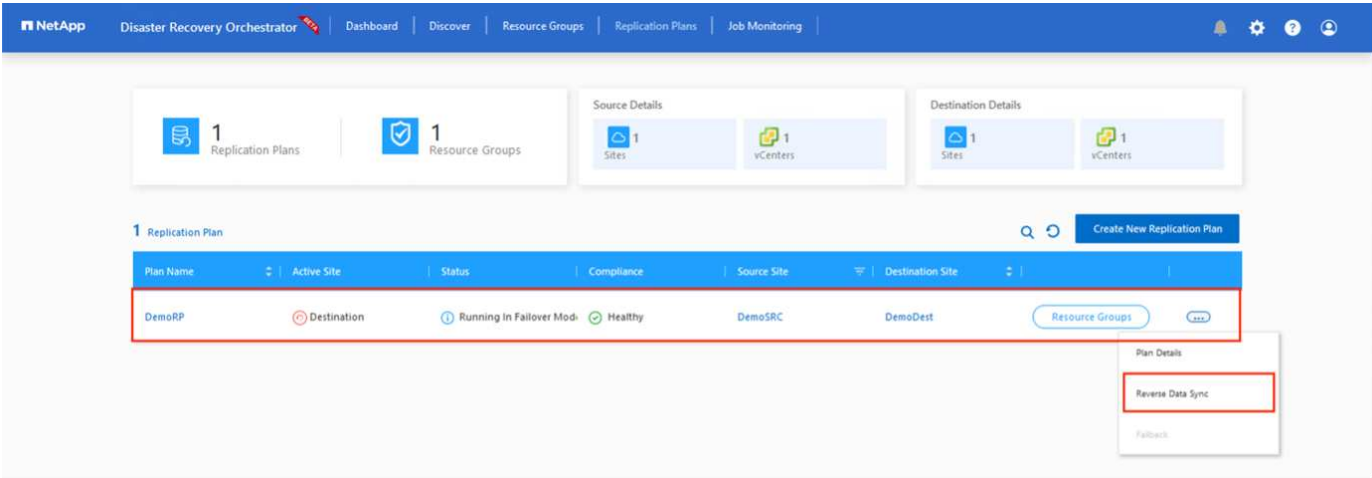 NetApp Disaster Recovery Orchestrator BETA Dashboard Discover Resource Groups Replication Plans Job Monitoring
1 Replication Plans
1 Resource Groups
Source Details
1 Sites
1 vCenters
Destination Details
1 Sites
1 vCenters
1 Replication Plan
Create New Replication Plan
Plan Name Active Site Status Compliance Source Site Destination Site
DemoRP Destination Running In Failover Mod Healthy DemoSRC DemoDest Resource Groups ...
Plan Details
Reverse Data Sync
Failback